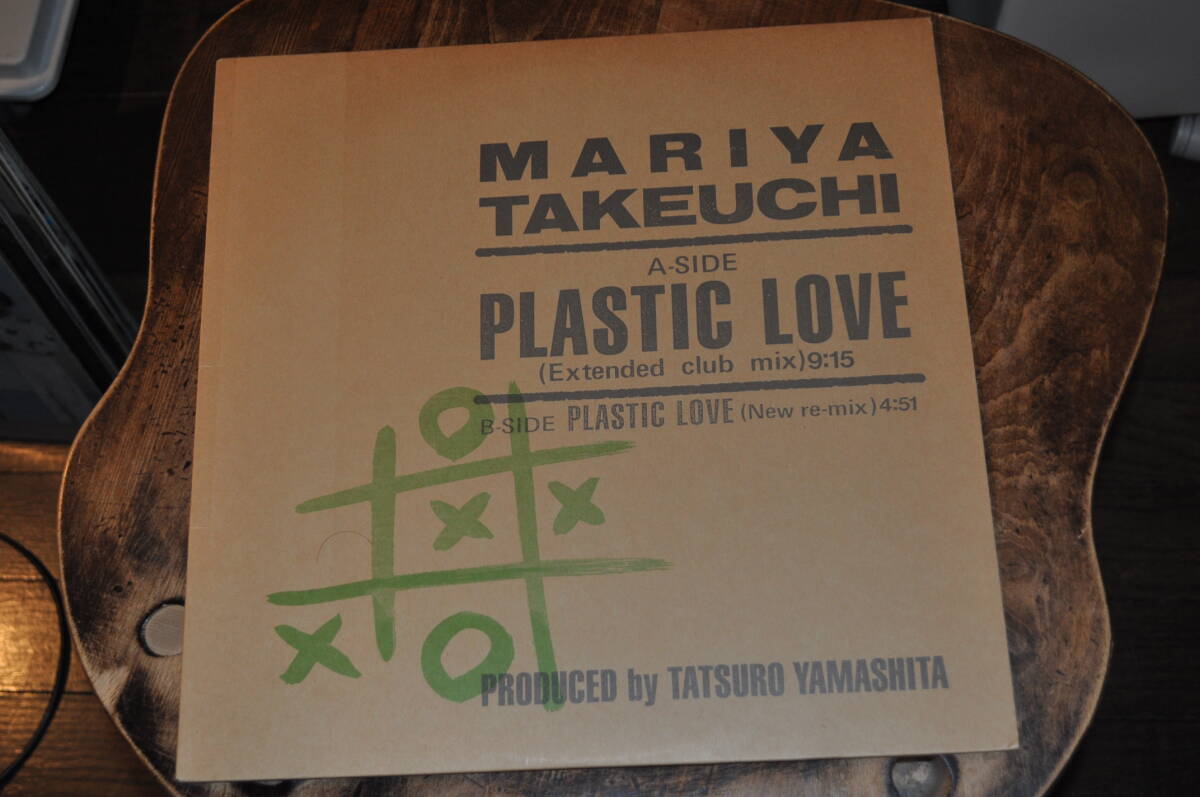 MARIYA
TAKEUCHI
A-SIDE
PLASTIC LOVE
(Extended club mix)9:15
B-SIDE PLASTIC LOVE (New re-mix)4:51
PRODUCED by TATSURO YAMASHITA